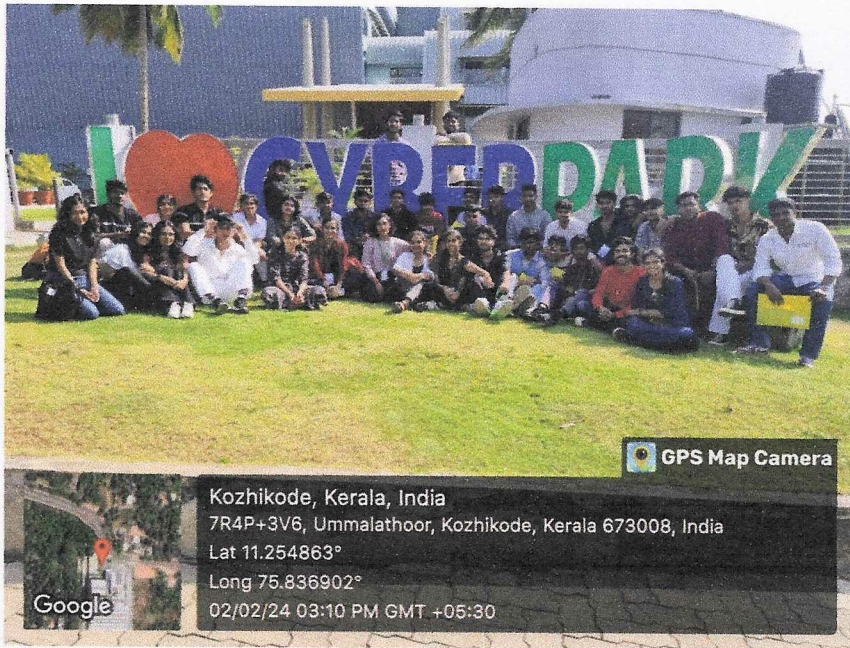 I ❤ CYBERPARK
GPS Map Camera
Kozhikode, Kerala, India
7R4P+3V6, Ummalathoor, Kozhikode, Kerala 673008, India
Lat 11.254863°
Long 75.836902°
02/02/24 03:10 PM GMT +05:30
Google